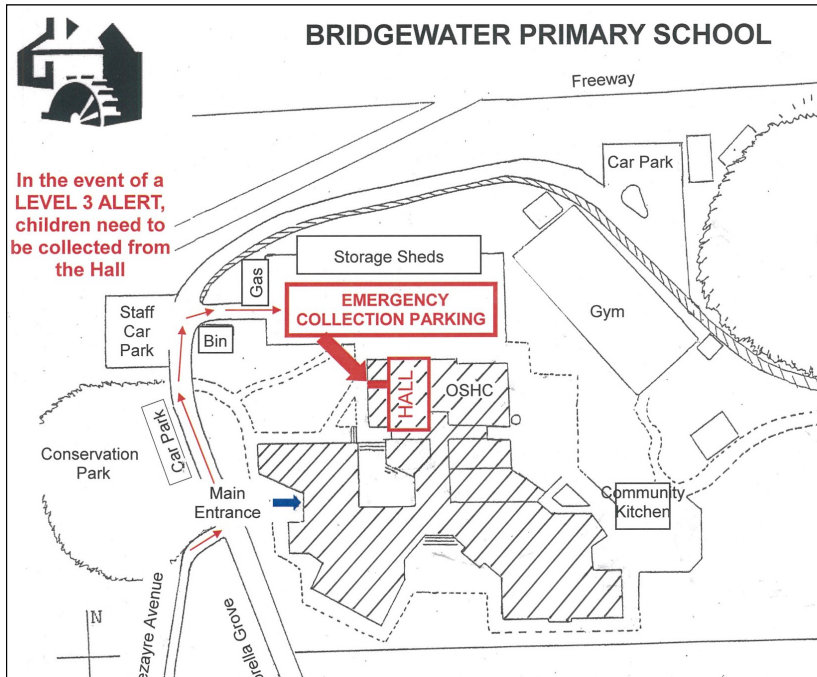 BRIDGEWATER PRIMARY SCHOOL
Freeway
In the event of a
LEVEL 3 ALERT,
children need to
be collected from
the Hall
Car Park
Storage Sheds
Gas
EMERGENCY
COLLECTION PARKING
Staff
Car
Park
Bin
Gym
HALL
OSHC
Car Park
Conservation
Park
Main
Entrance
Community
Kitchen
ezayre Avenue
orella Grove
N